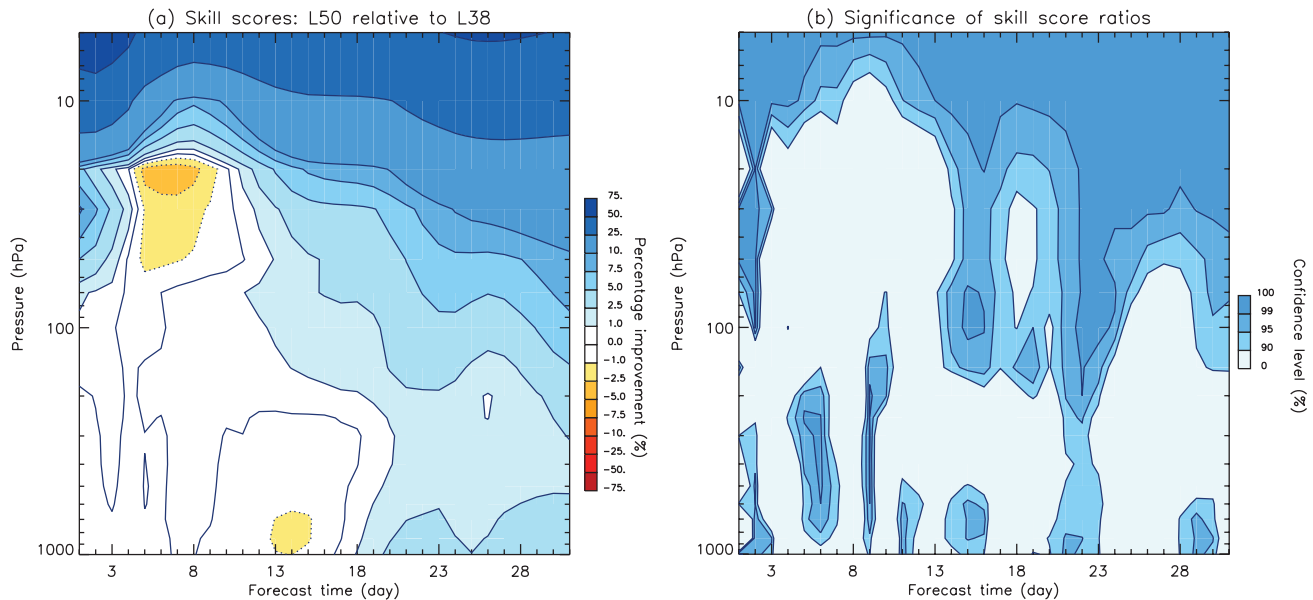 (a) Skill scores: L50 relative to L38
10
100
1000
Pressure (hPa)
3 8 13 18 23 28
Forecast time (day)
75.
50.
25.
10.
7.5
5.0
2.5
1.0
0.0
-1.0
-2.5
-5.0
-7.5
-10.
-25.
-50.
-75.
Percentage improvement (%)
(b) Significance of skill score ratios
10
100
1000
Pressure (hPa)
3 8 13 18 23 28
Forecast time (day)
100
99
95
90
0
Confidence level (%)